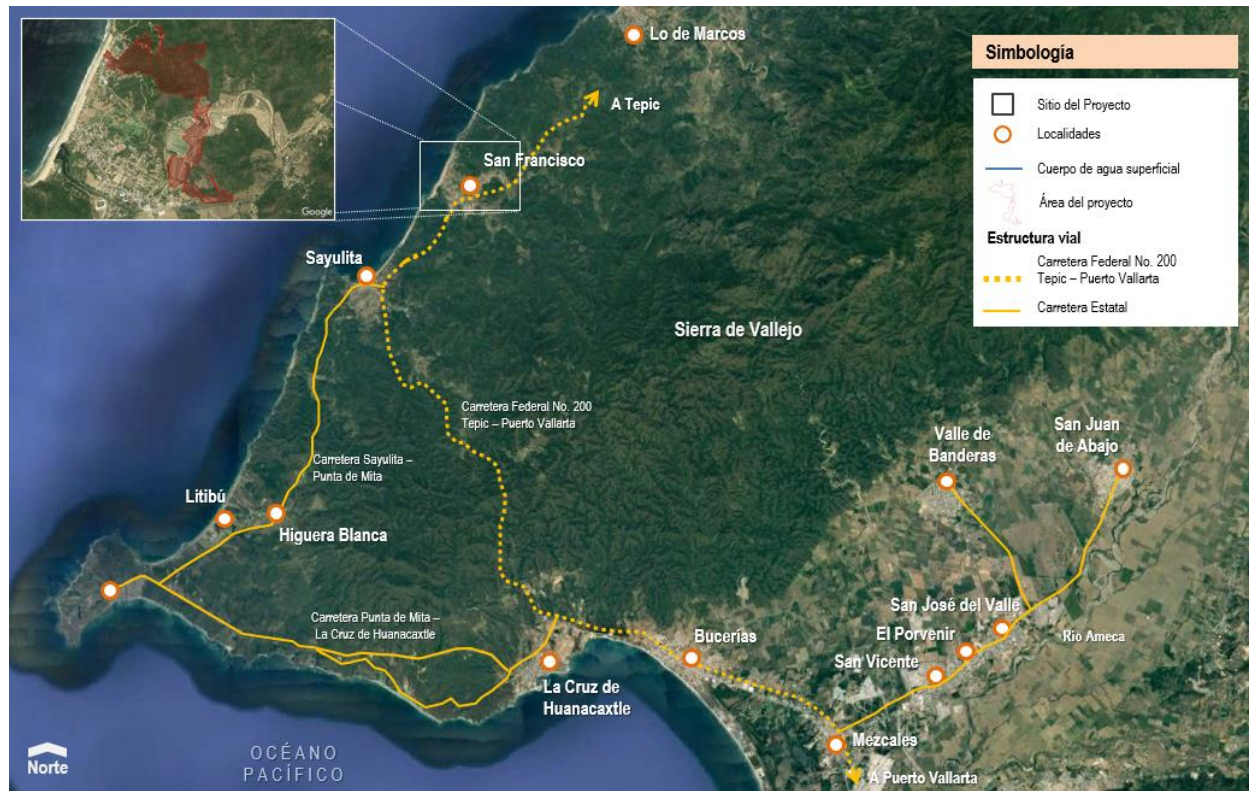 Google
Lo de Marcos
A Tepic
San Francisco
Sayulita
Sierra de Vallejo
Carretera Federal No. 200
Tepic – Puerto Vallarta
Carretera Sayulita –
Punta de Mita
Litibú
Higuera Blanca
Valle de
Banderas
San Juan
de Abajo
Carretera Punta de Mita –
La Cruz de Huanacaxtle
San José del Valle
El Porvenir
San Vicente
Rio Ameca
Bucerías
La Cruz de
Huanacaxtle
Mezcales
A Puerto Vallarta
OCÉANO
PACÍFICO
Norte
Simbología
Sitio del Proyecto
Localidades
Cuerpo de agua superficial
Área del proyecto
Estructura vial
Carretera Federal No. 200
Tepic – Puerto Vallarta
Carretera Estatal